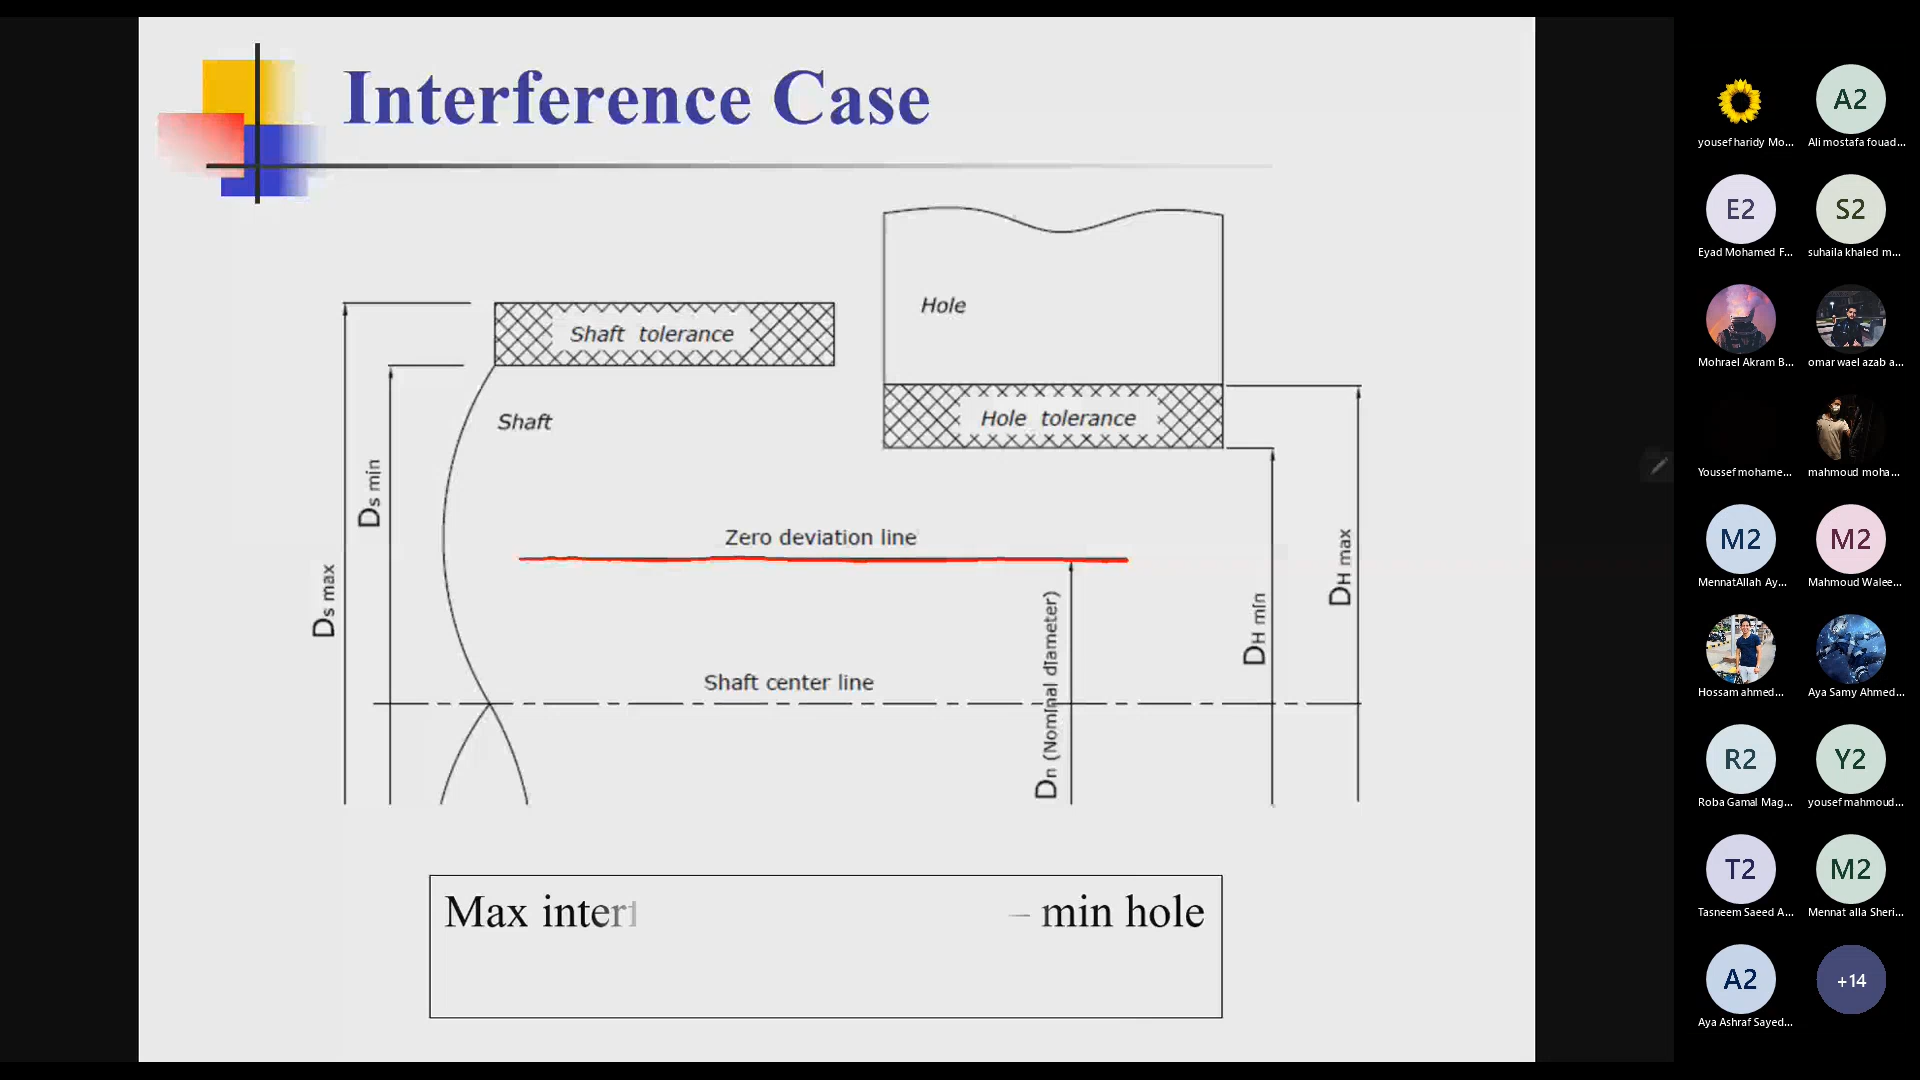 Interference Case
Hole
Shaft tolerance
Hole tolerance
Shaft
Zero deviation line
Shaft center line
Ds max
Ds min
Dn (Nominal diameter)
DH min
DH max
Max interf
– min hole
yousef haridy Mo...
A2
Ali mostafa fouad...
E2
Eyad Mohamed F...
S2
suhaila khaled m...
Mohrael Akram B...
omar wael azab a...
Youssef mohame...
mahmoud moha...
M2
MennatAllah Ay...
M2
Mahmoud Walee...
Hossam ahmed...
Aya Samy Ahmed...
R2
Roba Gamal Mag...
Y2
yousef mahmoud...
T2
Tasneem Saeed A...
M2
Mennat alla Sheri...
A2
Aya Ashraf Sayed...
+14